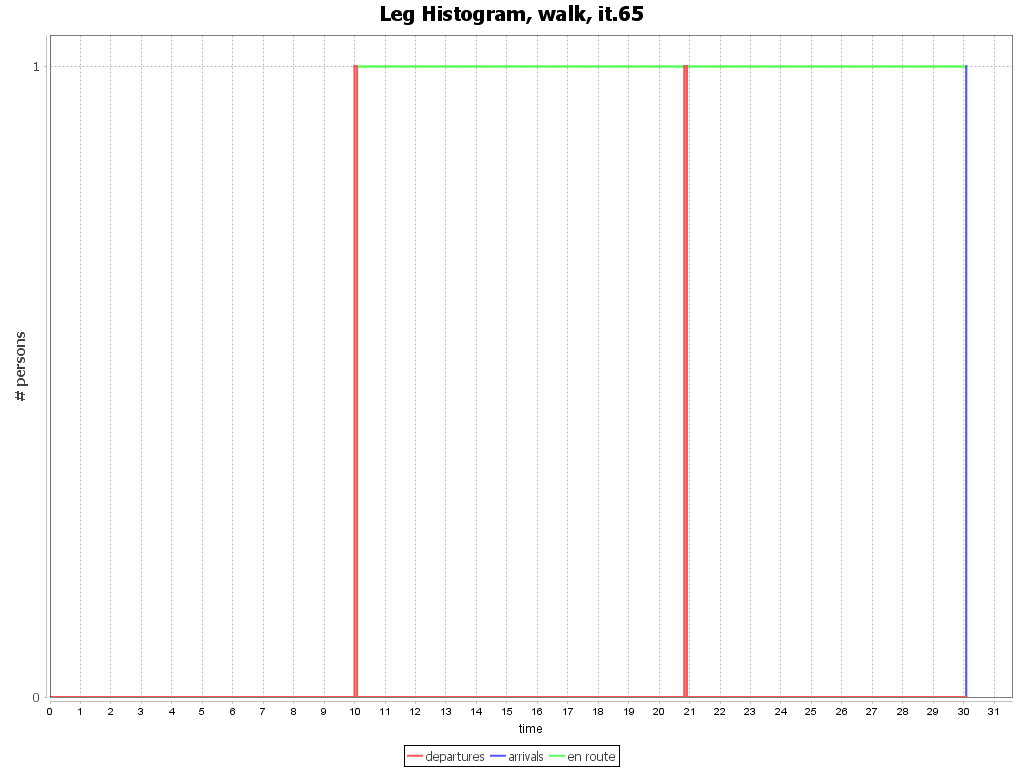 Leg Histogram, walk, it.65
# persons
1
0
0 1 2 3 4 5 6 7 8 9 10 11 12 13 14 15 16 17 18 19 20 21 22 23 24 25 26 27 28 29 30 31
time
departures arrivals en route